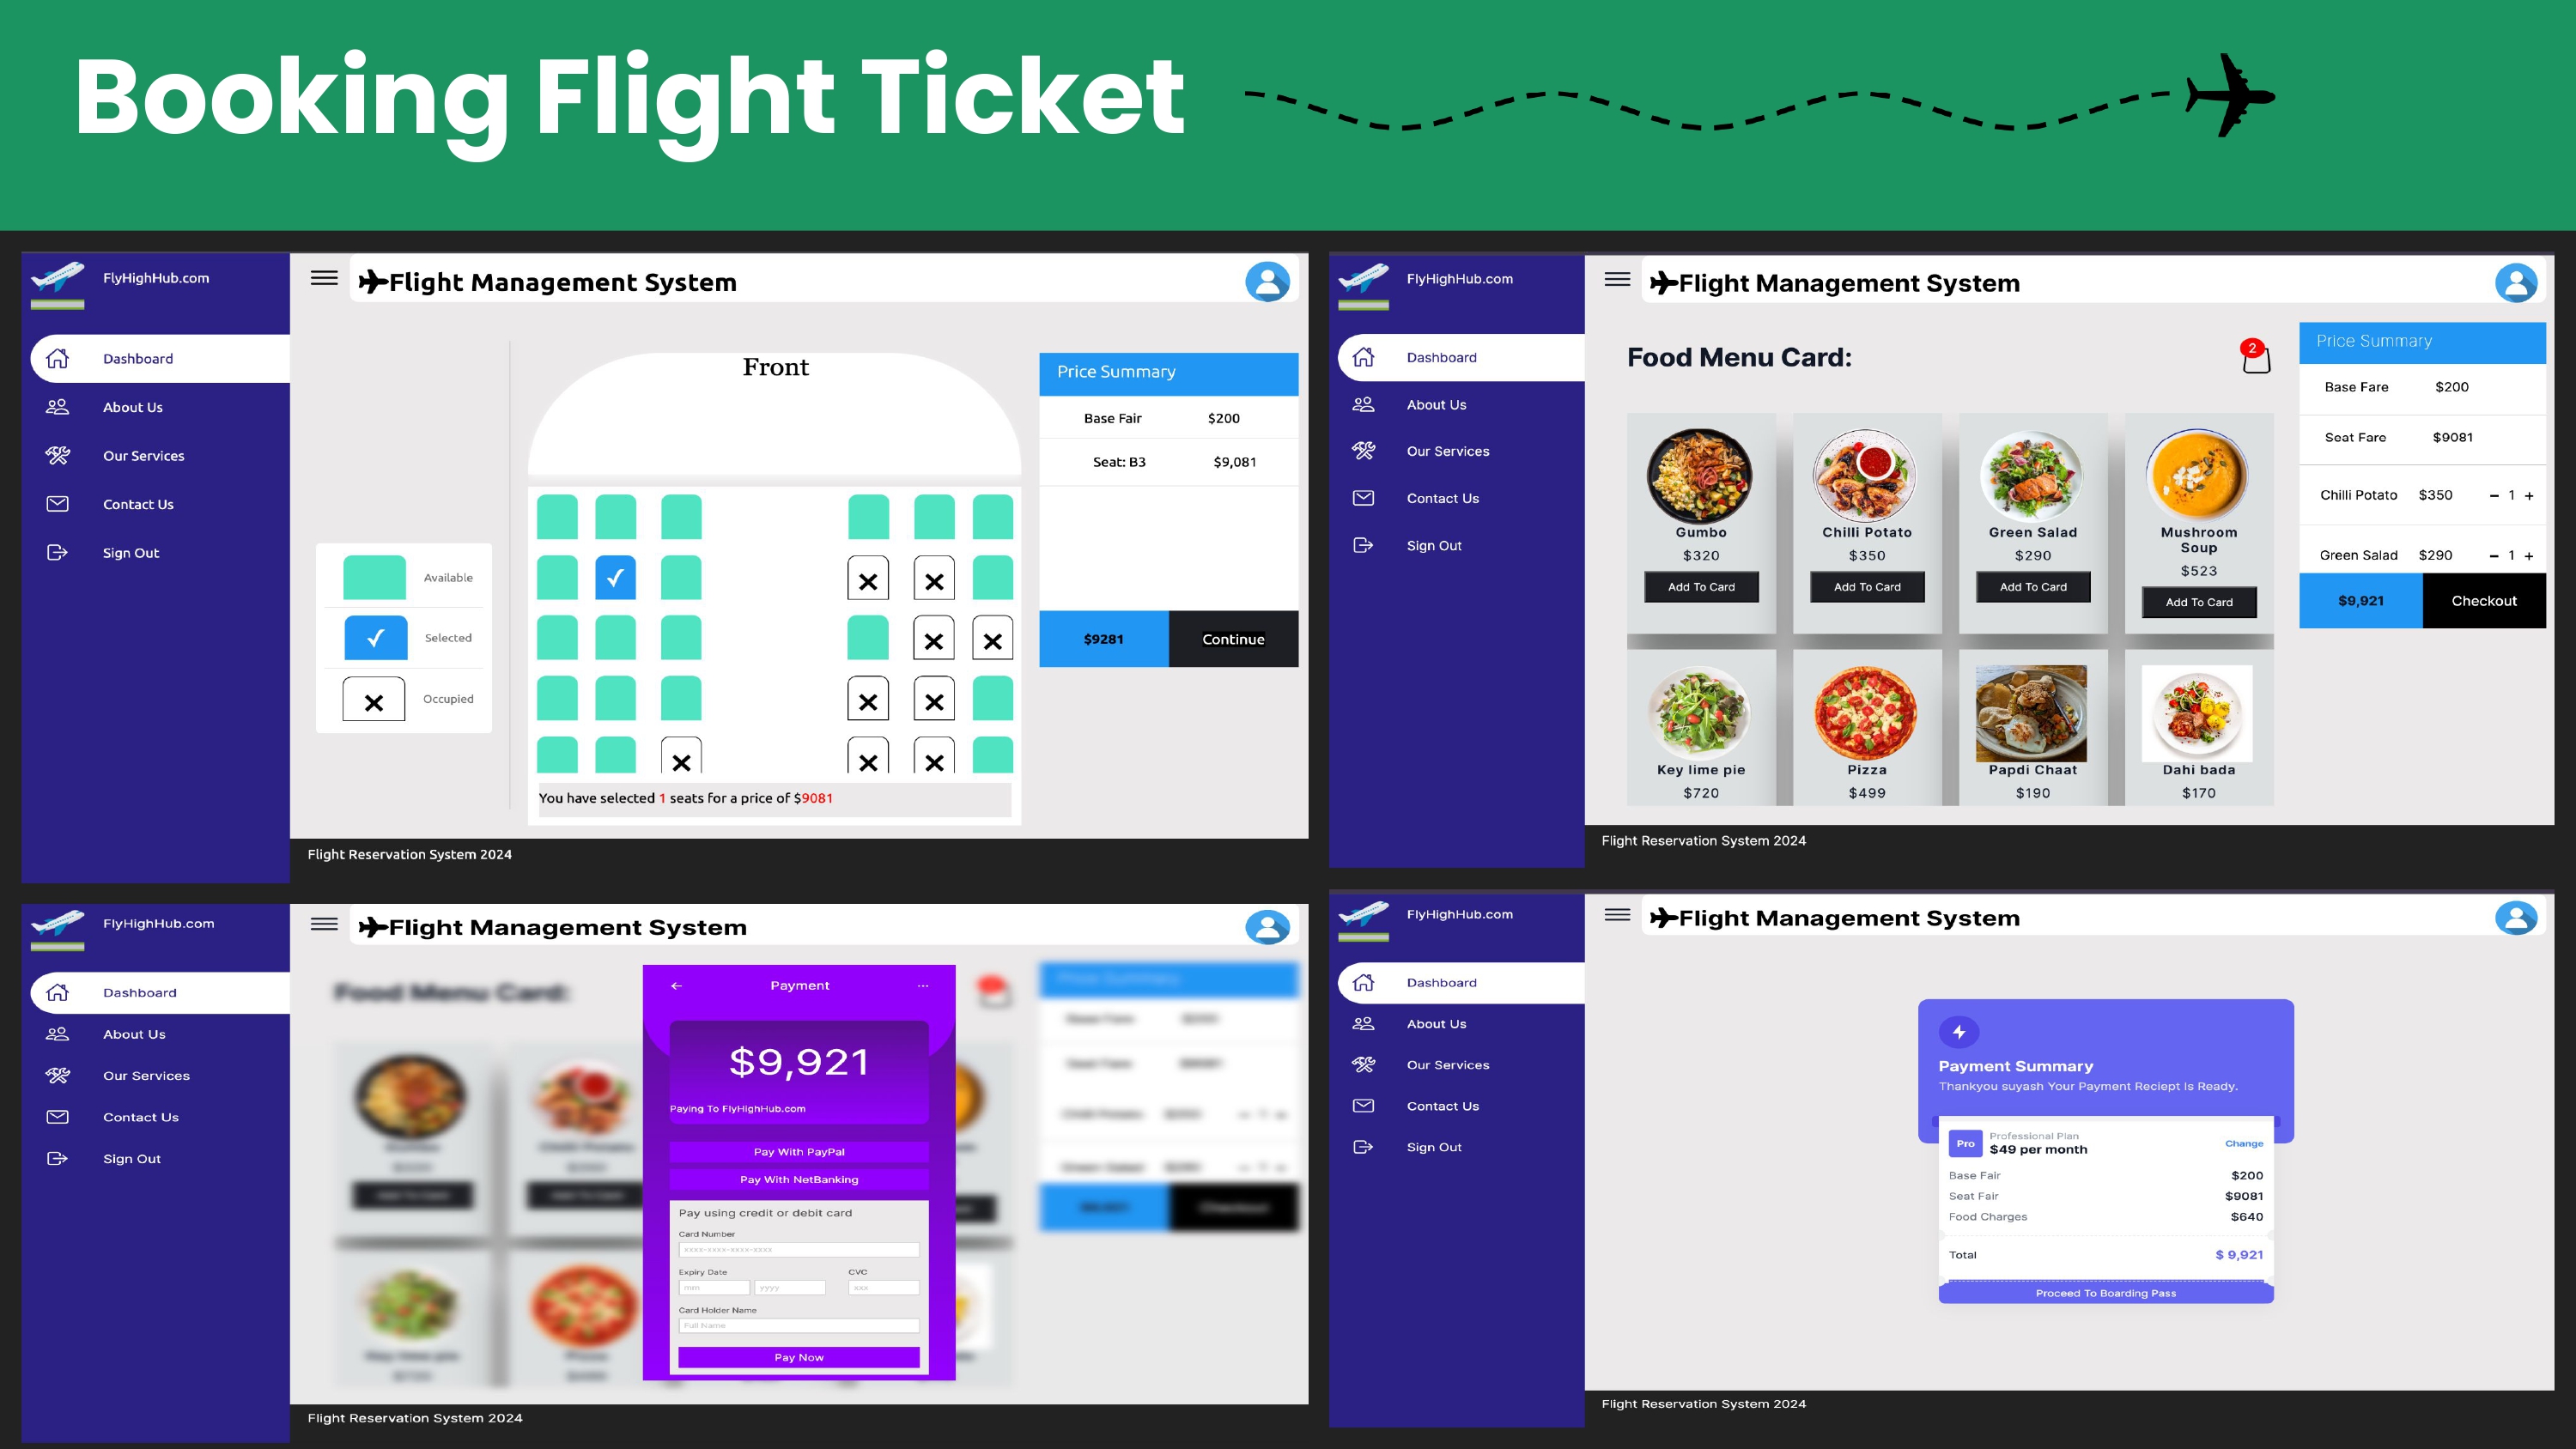 Booking Flight Ticket
FlyHighHub.com
Dashboard
About Us
Our Services
Contact Us
Sign Out
Flight Management System
Front
Available
Selected
Occupied
You have selected 1 seats for a price of $9081
Price Summary
Base Fair $200
Seat: B3 $9,081
$9281 Continue
Flight Reservation System 2024
FlyHighHub.com
Dashboard
About Us
Our Services
Contact Us
Sign Out
Flight Management System
Food Menu Card:
2
Gumbo
$320
Add To Card
Chilli Potato
$350
Add To Card
Green Salad
$290
Add To Card
Mushroom
Soup
$523
Add To Card
Key lime pie
$720
Pizza
$499
Papdi Chaat
$190
Dahi bada
$170
Price Summary
Base Fare $200
Seat Fare $9081
Chilli Potato $350 − 1 +
Green Salad $290 − 1 +
$9,921 Checkout
Flight Reservation System 2024
FlyHighHub.com
Dashboard
About Us
Our Services
Contact Us
Sign Out
Flight Management System
Food Menu Card:
Payment
$9,921
Paying To FlyHighHub.com
Pay With PayPal
Pay With NetBanking
Pay using credit or debit card
Card Number
xxxx-xxxx-xxxx-xxxx
Expiry Date CVC
mm yyyy xxx
Card Holder Name
Full Name
Pay Now
Flight Reservation System 2024
FlyHighHub.com
Dashboard
About Us
Our Services
Contact Us
Sign Out
Flight Management System
Payment Summary
Thankyou suyash Your Payment Reciept Is Ready.
Pro
Professional Plan
$49 per month
Change
Base Fair $200
Seat Fair $9081
Food Charges $640
Total $ 9,921
Proceed To Boarding Pass
Flight Reservation System 2024